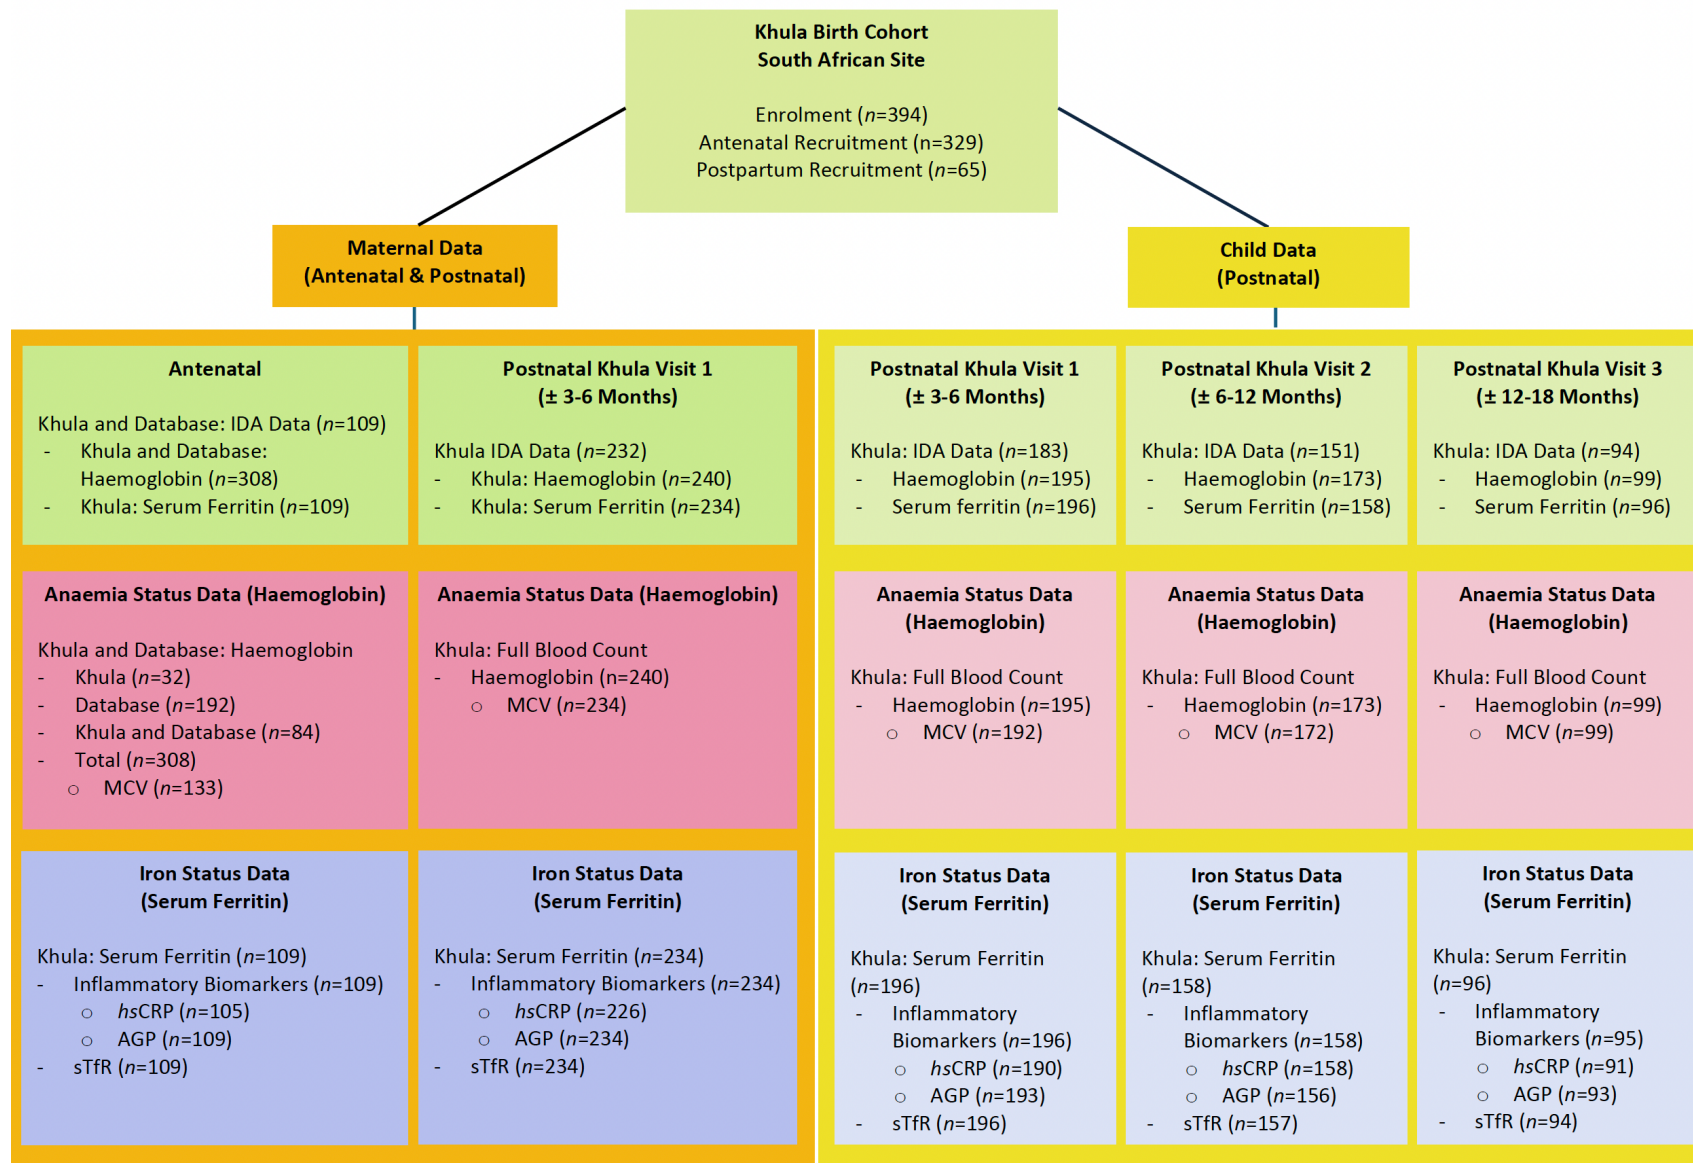 Khula Birth Cohort
South African Site
Enrolment (n=394)
Antenatal Recruitment (n=329)
Postpartum Recruitment (n=65)
Maternal Data
(Antenatal & Postnatal)
Child Data
(Postnatal)
Antenatal
Khula and Database: IDA Data (n=109)
- Khula and Database:
Haemoglobin (n=308)
- Khula: Serum Ferritin (n=109)
Postnatal Khula Visit 1
(± 3-6 Months)
Khula IDA Data (n=232)
- Khula: Haemoglobin (n=240)
- Khula: Serum Ferritin (n=234)
Postnatal Khula Visit 1
(± 3-6 Months)
Khula: IDA Data (n=183)
- Haemoglobin (n=195)
- Serum ferritin (n=196)
Postnatal Khula Visit 2
(± 6-12 Months)
Khula: IDA Data (n=151)
- Haemoglobin (n=173)
- Serum Ferritin (n=158)
Postnatal Khula Visit 3
(± 12-18 Months)
Khula: IDA Data (n=94)
- Haemoglobin (n=99)
- Serum Ferritin (n=96)
Anaemia Status Data (Haemoglobin)
Khula and Database: Haemoglobin
- Khula (n=32)
- Database (n=192)
- Khula and Database (n=84)
- Total (n=308)
○ MCV (n=133)
Anaemia Status Data (Haemoglobin)
Khula: Full Blood Count
- Haemoglobin (n=240)
○ MCV (n=234)
Anaemia Status Data
(Haemoglobin)
Khula: Full Blood Count
- Haemoglobin (n=195)
○ MCV (n=192)
Anaemia Status Data
(Haemoglobin)
Khula: Full Blood Count
- Haemoglobin (n=173)
○ MCV (n=172)
Anaemia Status Data
(Haemoglobin)
Khula: Full Blood Count
- Haemoglobin (n=99)
○ MCV (n=99)
Iron Status Data
(Serum Ferritin)
Khula: Serum Ferritin (n=109)
- Inflammatory Biomarkers (n=109)
○ hsCRP (n=105)
○ AGP (n=109)
- sTfR (n=109)
Iron Status Data
(Serum Ferritin)
Khula: Serum Ferritin (n=234)
- Inflammatory Biomarkers (n=234)
○ hsCRP (n=226)
○ AGP (n=234)
- sTfR (n=234)
Iron Status Data
(Serum Ferritin)
Khula: Serum Ferritin
(n=196)
- Inflammatory
Biomarkers (n=196)
○ hsCRP (n=190)
○ AGP (n=193)
- sTfR (n=196)
Iron Status Data
(Serum Ferritin)
Khula: Serum Ferritin
(n=158)
- Inflammatory
Biomarkers (n=158)
○ hsCRP (n=158)
○ AGP (n=156)
- sTfR (n=157)
Iron Status Data
(Serum Ferritin)
Khula: Serum Ferritin
(n=96)
- Inflammatory
Biomarkers (n=95)
○ hsCRP (n=91)
○ AGP (n=93)
- sTfR (n=94)